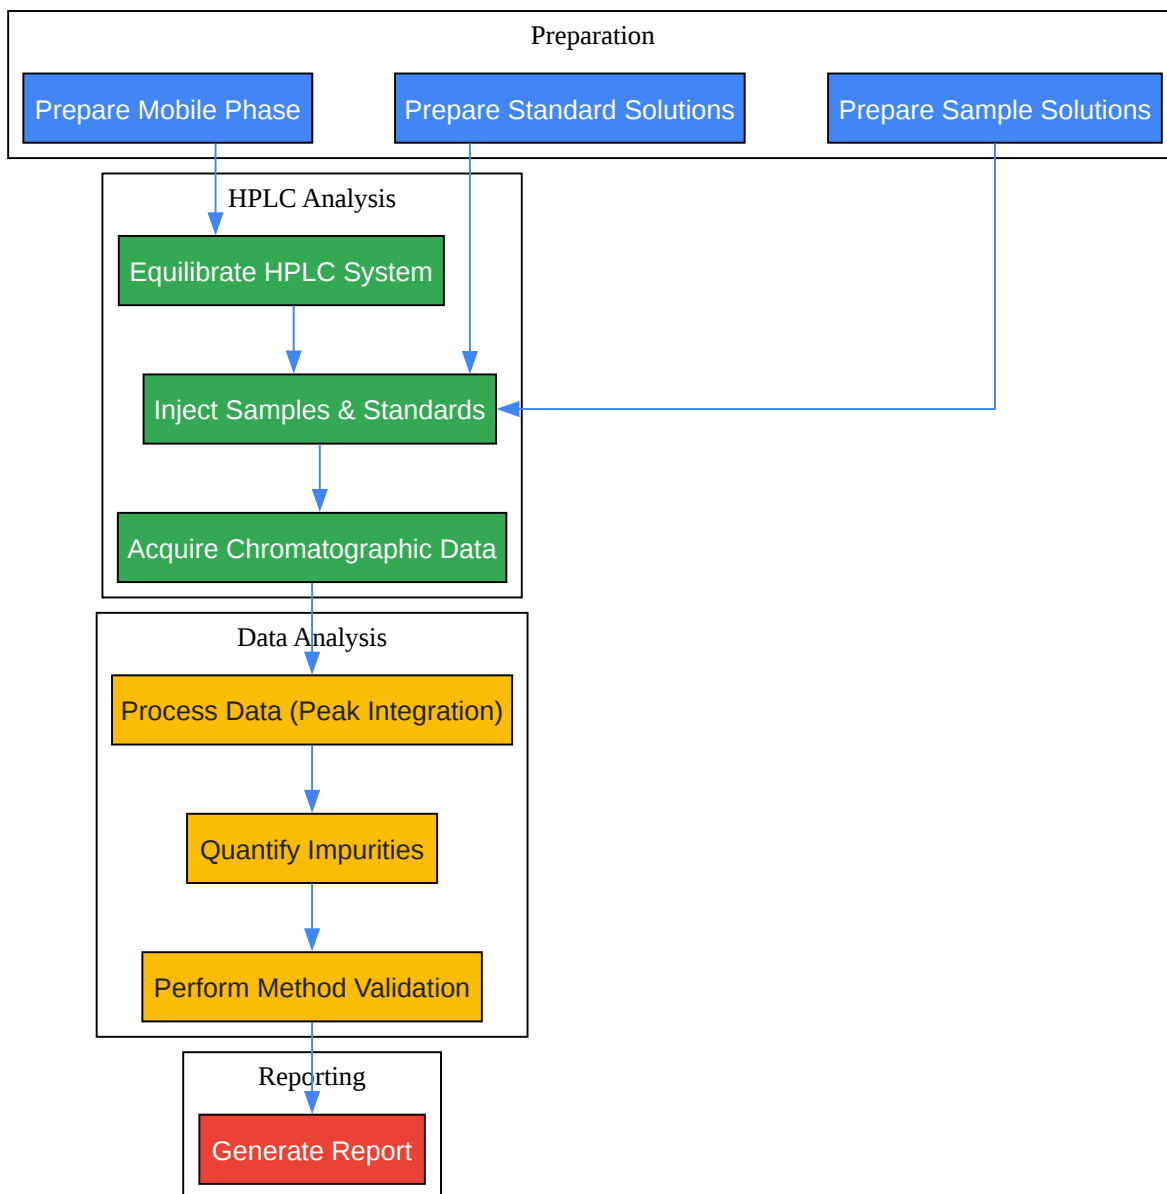 Preparation
Prepare Mobile Phase
Prepare Standard Solutions
Prepare Sample Solutions
HPLC Analysis
Equilibrate HPLC System
Inject Samples & Standards
Acquire Chromatographic Data
Data Analysis
Process Data (Peak Integration)
Quantify Impurities
Perform Method Validation
Reporting
Generate Report